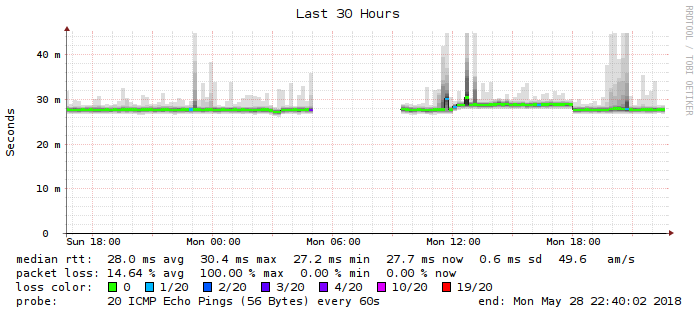 Last 30 Hours
RRDTOOL / TOBI OETIKER
Seconds
40 m
30 m
20 m
10 m
0
Sun 18:00 Mon 00:00 Mon 06:00 Mon 12:00 Mon 18:00
median rtt: 28.0 ms avg 30.4 ms max 27.2 ms min 27.7 ms now 0.6 ms sd 49.6 am/s
packet loss: 14.64 % avg 100.00 % max 0.00 % min 0.00 % now
loss color: 0 1/20 2/20 3/20 4/20 10/20 19/20
probe: 20 ICMP Echo Pings (56 Bytes) every 60s end: Mon May 28 22:40:02 2018